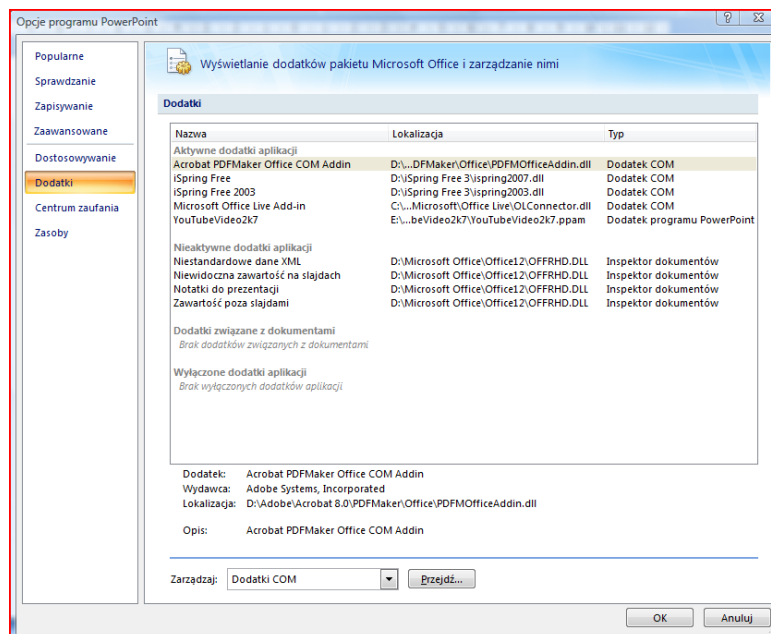 Opcje programu PowerPoint
Popularne
Sprawdzanie
Zapisywanie
Zaawansowane
Dostosowywanie
Dodatki
Centrum zaufania
Zasoby
Wyświetlanie dodatków pakietu Microsoft Office i zarządzanie nimi
Dodatki
Nazwa Lokalizacja Typ
Aktywne dodatki aplikacji
Acrobat PDFMaker Office COM Addin D:\...DFMaker\Office\PDFMOfficeAddin.dll Dodatek COM
iSpring Free D:\iSpring Free 3\ispring2007.dll Dodatek COM
iSpring Free 2003 D:\iSpring Free 3\ispring2003.dll Dodatek COM
Microsoft Office Live Add-in C:\...Microsoft\Office Live\OLConnector.dll Dodatek COM
YouTubeVideo2k7 E:\...beVideo2k7\YouTubeVideo2k7.ppam Dodatek programu PowerPoint
Nieaktywne dodatki aplikacji
Niestandardowe dane XML D:\Microsoft Office\Office12\OFFRHD.DLL Inspektor dokumentów
Niewidoczna zawartość na slajdach D:\Microsoft Office\Office12\OFFRHD.DLL Inspektor dokumentów
Notatki do prezentacji D:\Microsoft Office\Office12\OFFRHD.DLL Inspektor dokumentów
Zawartość poza slajdami D:\Microsoft Office\Office12\OFFRHD.DLL Inspektor dokumentów
Dodatki związane z dokumentami
Brak dodatków związanych z dokumentami
Wyłączone dodatki aplikacji
Brak wyłączonych dodatków aplikacji
Dodatek: Acrobat PDFMaker Office COM Addin
Wydawca: Adobe Systems, Incorporated
Lokalizacja: D:\Adobe\Acrobat 8.0\PDFMaker\Office\PDFMOfficeAddin.dll
Opis: Acrobat PDFMaker Office COM Addin
Zarządzaj: Dodatki COM Przejdź...
OK Anuluj